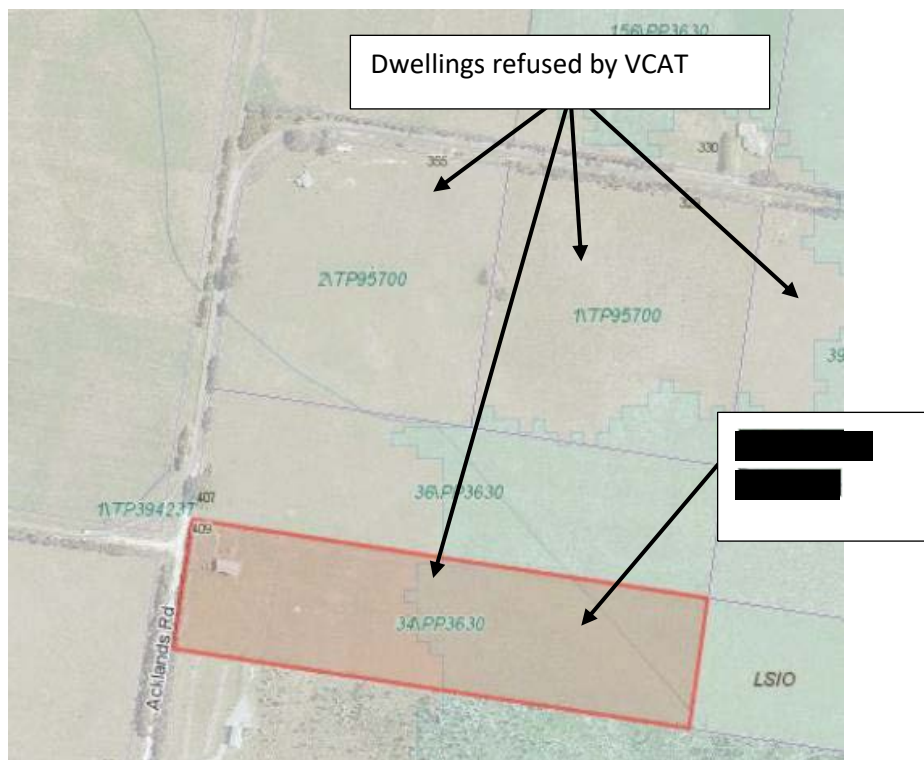 156\PP3630
Dwellings refused by VCAT
330
355
2\TP95700
1\TP95700
39
36\PP3630
407
1\TP394237
409
34\PP3630
Acklands Rd
LSIO